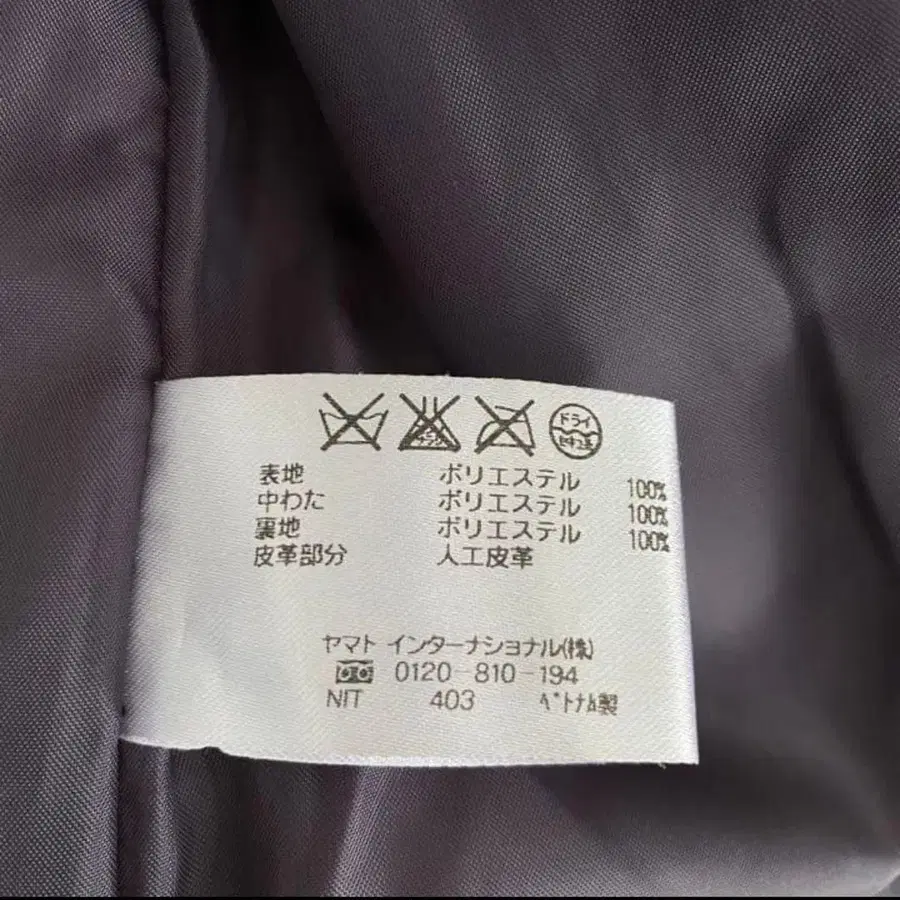 ドライ
セキユ系
表地 ポリエステル 100%
中わた ポリエステル 100%
裏地 ポリエステル 100%
皮革部分 人工皮革
ヤマト インターナショナル(株)
0120-810-194
NIT 403 ベトナム製